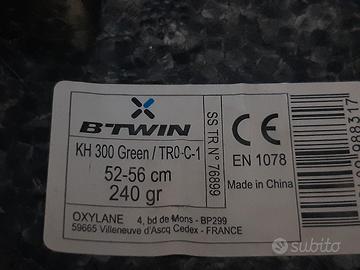 B'TWIN
KH 300 Green / TR0-C-1
52-56 cm
240 gr
SS TR N° 76899
CE
EN 1078
Made in China
OXYLANE 4, bd de Mons - BP299
59665 Villeneuve d'Ascq Cedex - FRANCE
subito